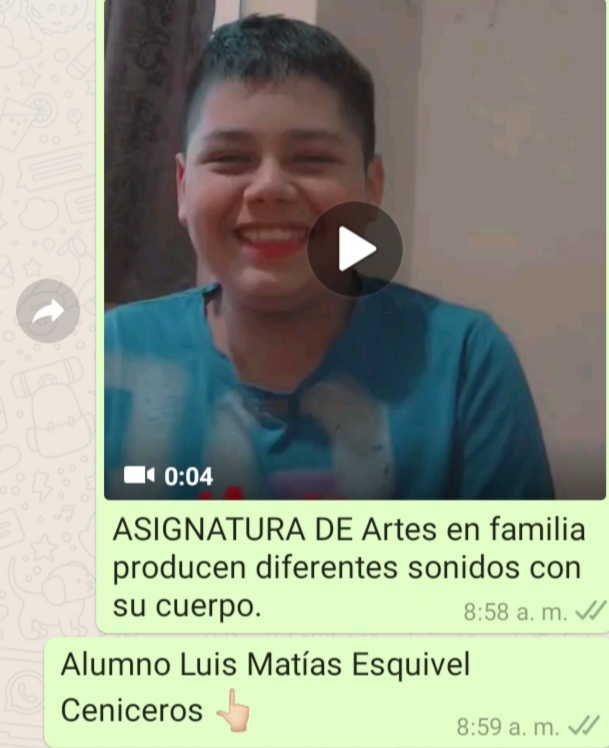 0:04
ASIGNATURA DE Artes en familia
producen diferentes sonidos con
su cuerpo.
8:58 a. m.
Alumno Luis Matías Esquivel
Ceniceros 👆🏻
8:59 a. m.